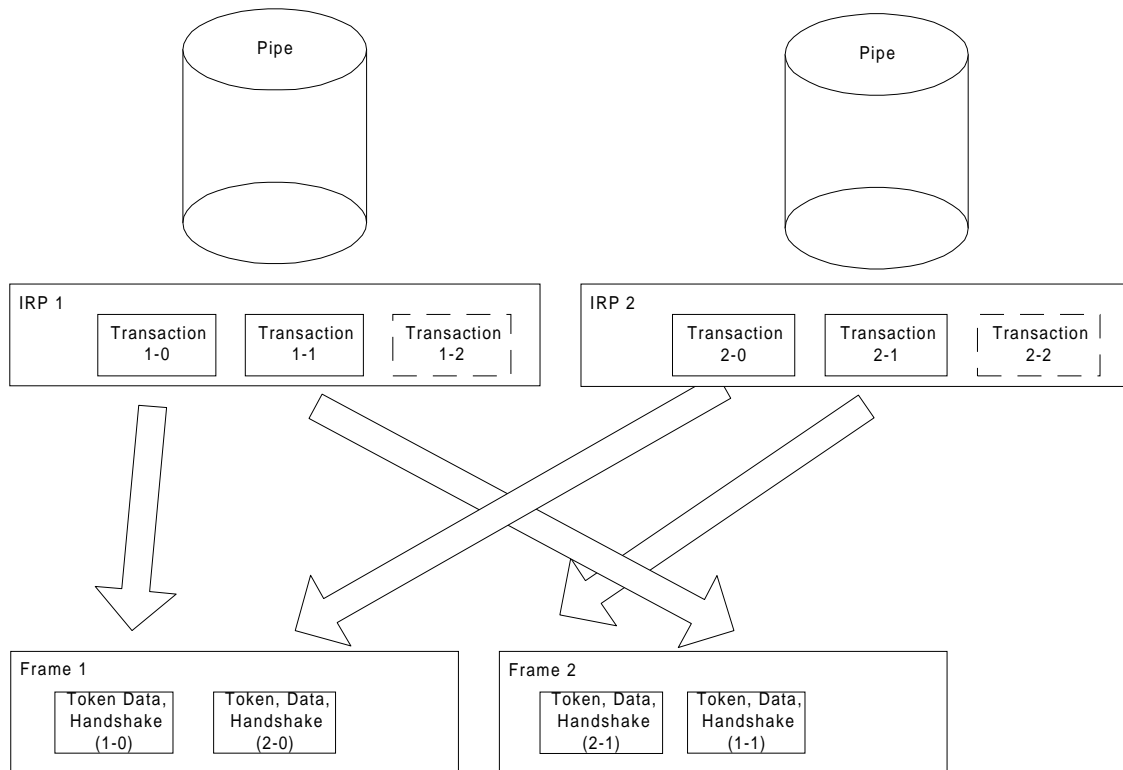 Pipe
Pipe
IRP 1
Transaction
1-0
Transaction
1-1
Transaction
1-2
IRP 2
Transaction
2-0
Transaction
2-1
Transaction
2-2
Frame 1
Token Data,
Handshake
(1-0)
Token, Data,
Handshake
(2-0)
Frame 2
Token, Data,
Handshake
(2-1)
Token, Data,
Handshake
(1-1)